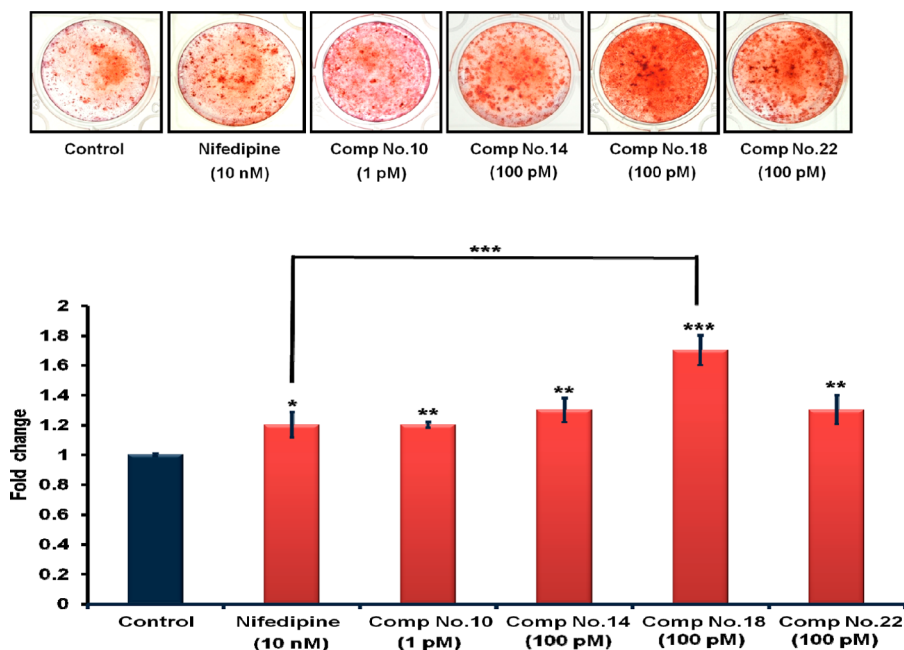 Control Nifedipine Comp No.10 Comp No.14 Comp No.18 Comp No.22
(10 nM) (1 pM) (100 pM) (100 pM) (100 pM)
***
2
1.8
***
1.6
1.4
* ** ** **
1.2
1
0.8
0.6
0.4
0.2
0
Fold change
Control Nifedipine Comp No.10 Comp No.14 Comp No.18 Comp No.22
(10 nM) (1 pM) (100 pM) (100 pM) (100 pM)